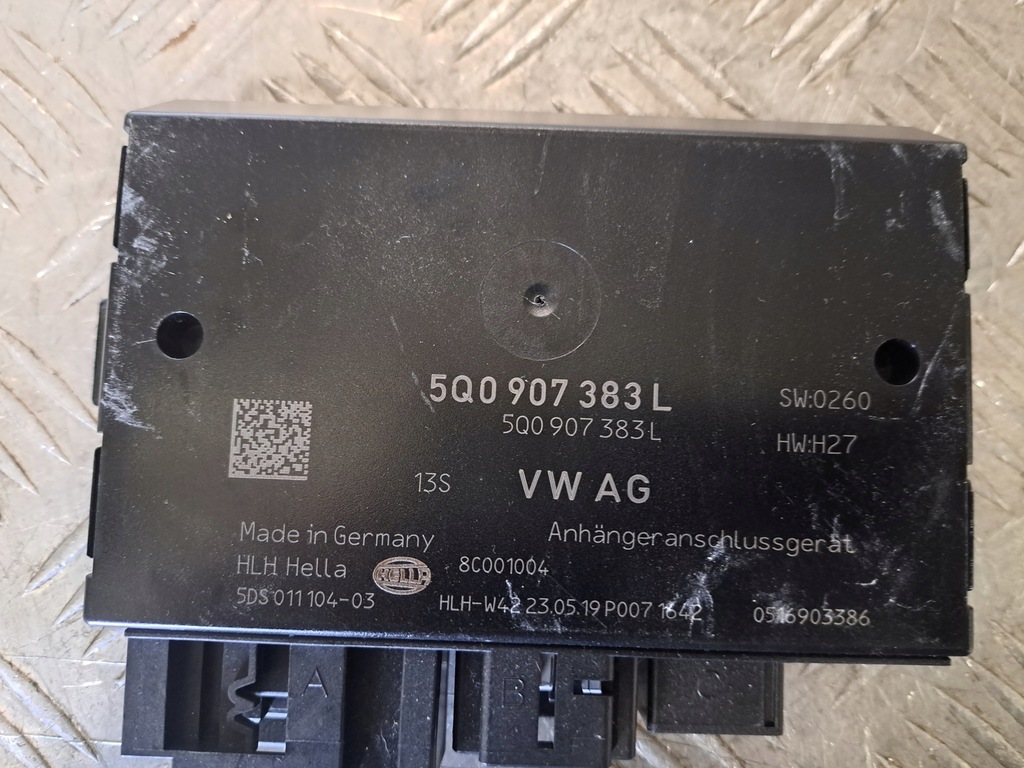 5Q0 907 383 L
5Q0 907 383 L
SW:0260
HW:H27
13S VW AG
Made in Germany Anhängeranschlussgerät
HLH Hella HELLA 8C001004
5DS 011 104-03 HLH-W42 23.05.19 P007 1642 0516903386
A B C